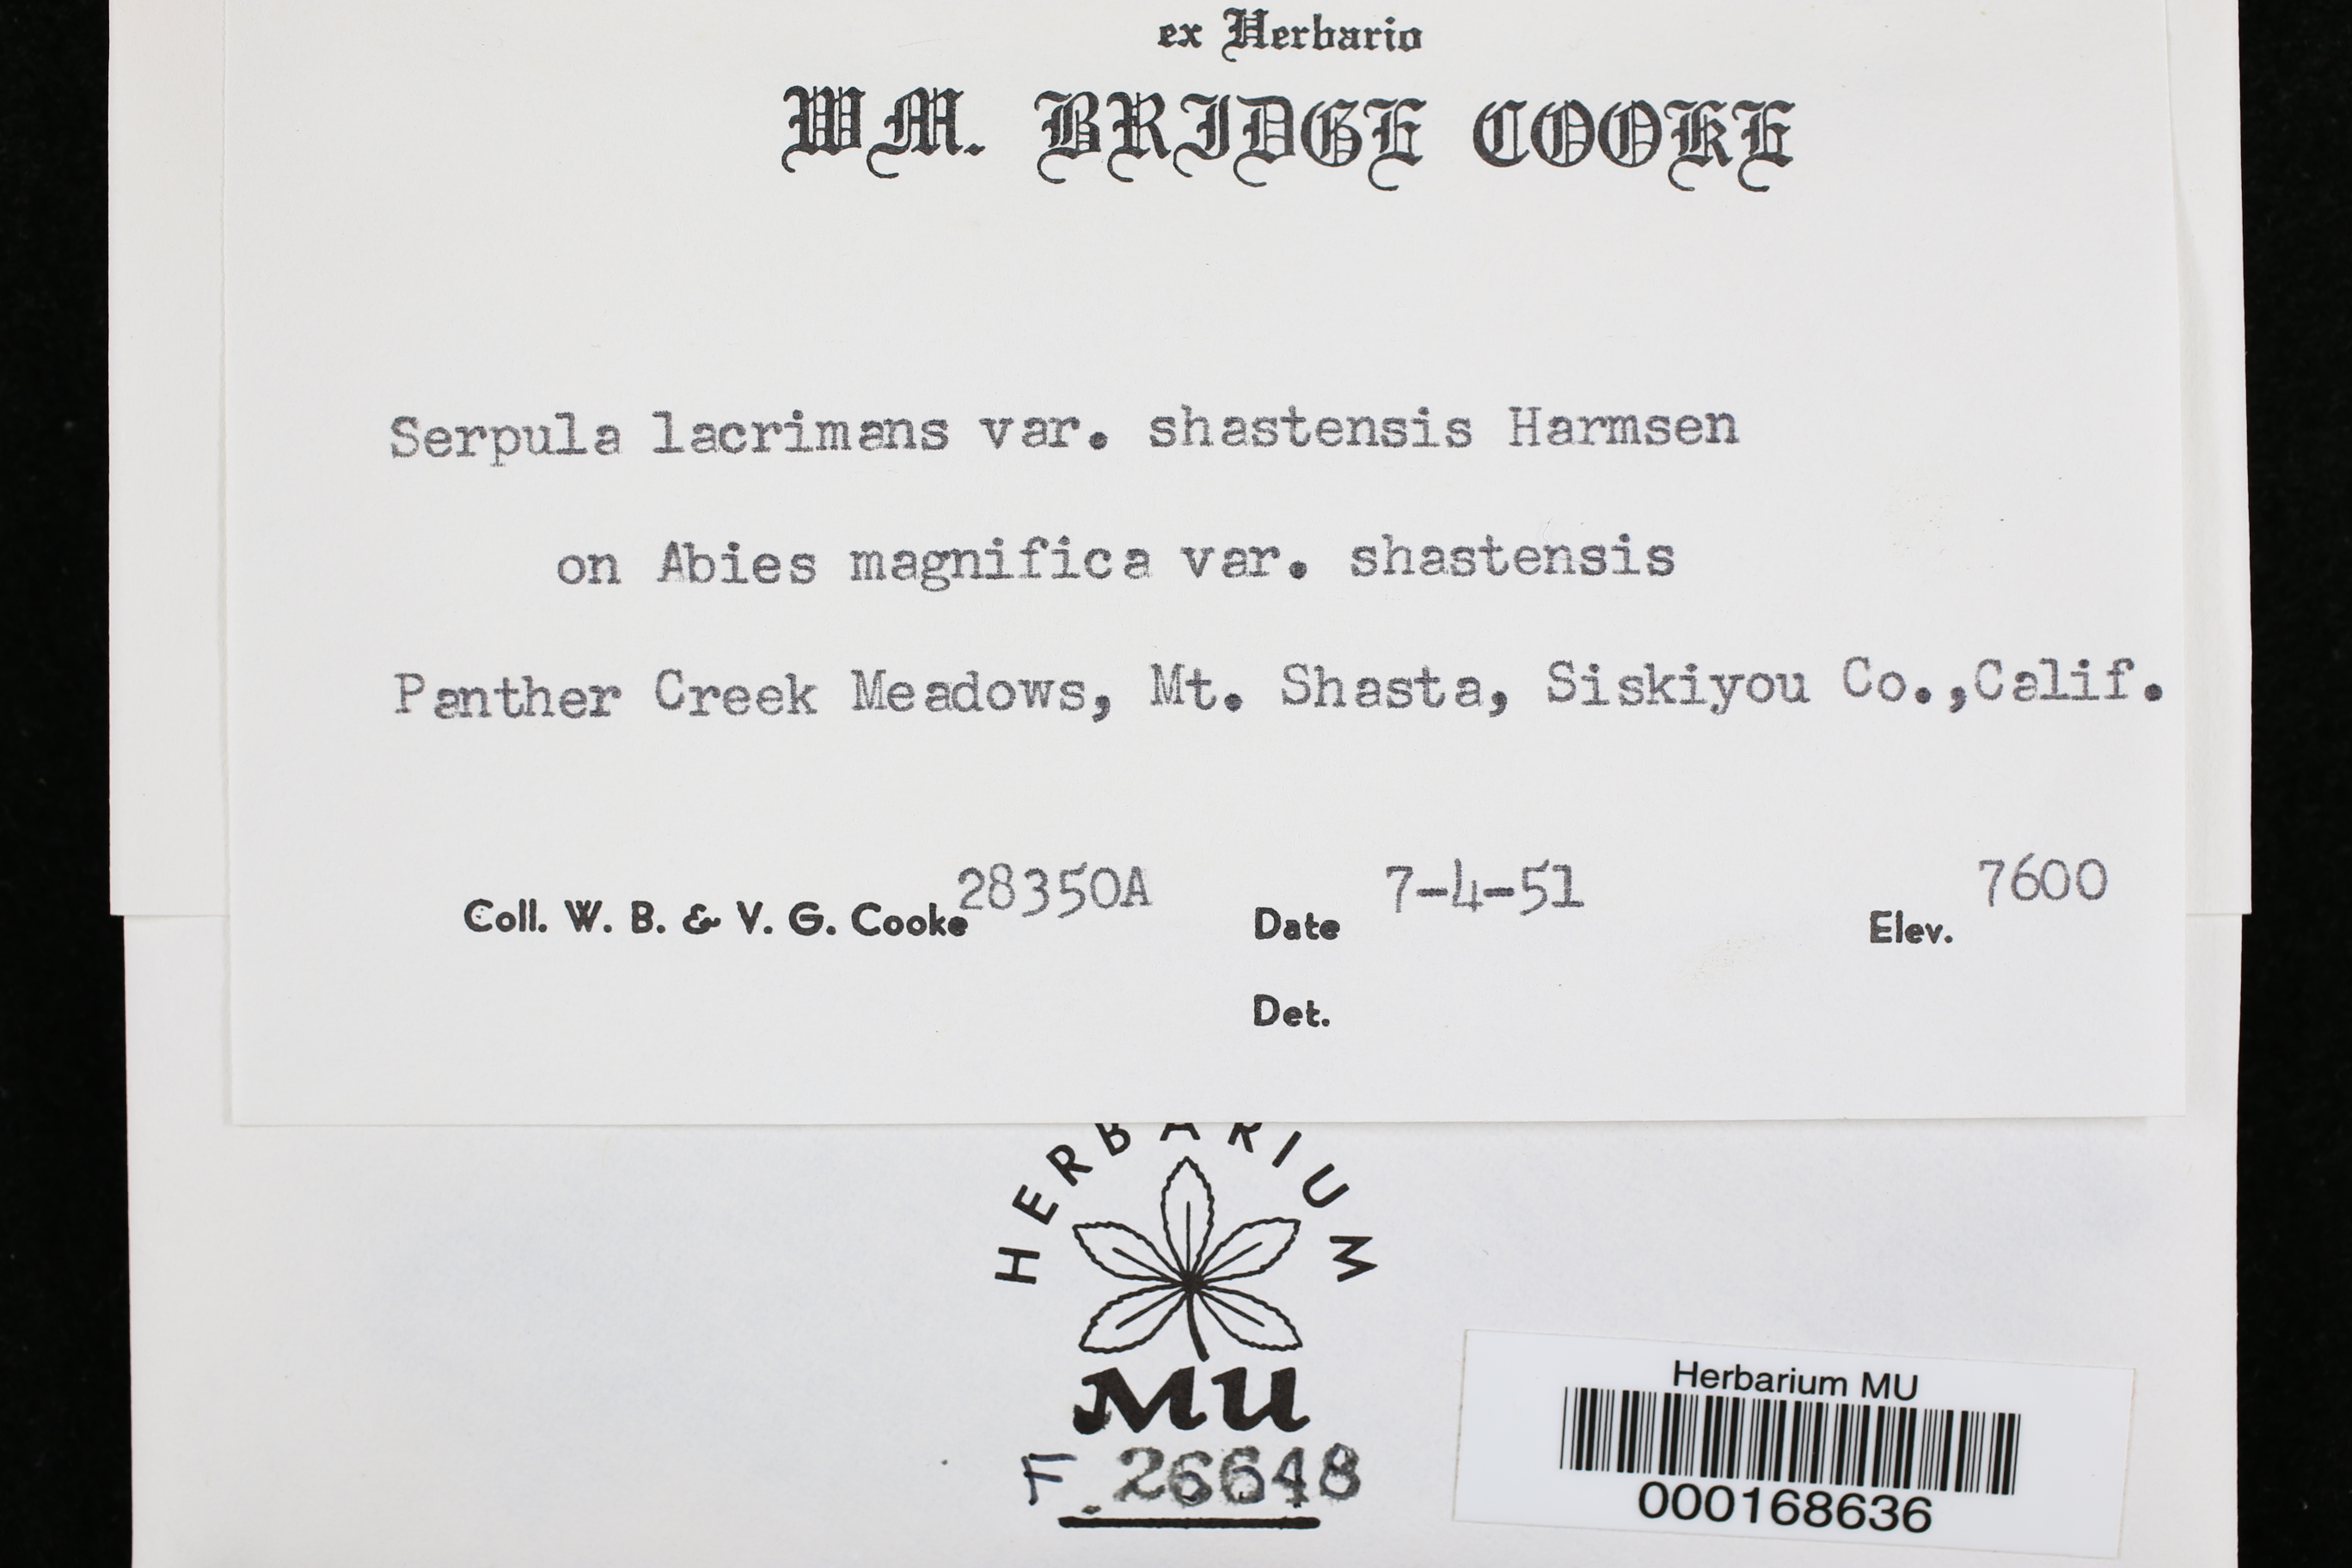 ex Herbario
WM. BRIDGE COOKE
Serpula lacrimans var. shastensis Harmsen
on Abies magnifica var. shastensis
Panther Creek Meadows, Mt. Shasta, Siskiyou Co.,Calif.
Coll. W. B. & V. G. Cooke 28350A Date 7-4-51 Elev. 7600
Det.
HERBARIUM
MU
F. 26648
Herbarium MU
000168636